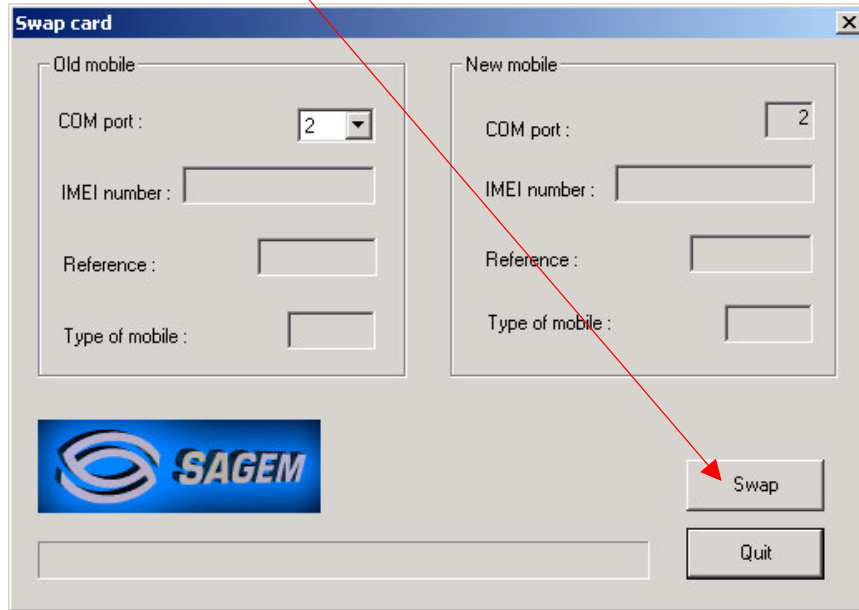 Swap card
Old mobile
COM port :
2
IMEI number :
Reference :
Type of mobile :
New mobile
COM port :
2
IMEI number :
Reference :
Type of mobile :
SAGEM
Swap
Quit